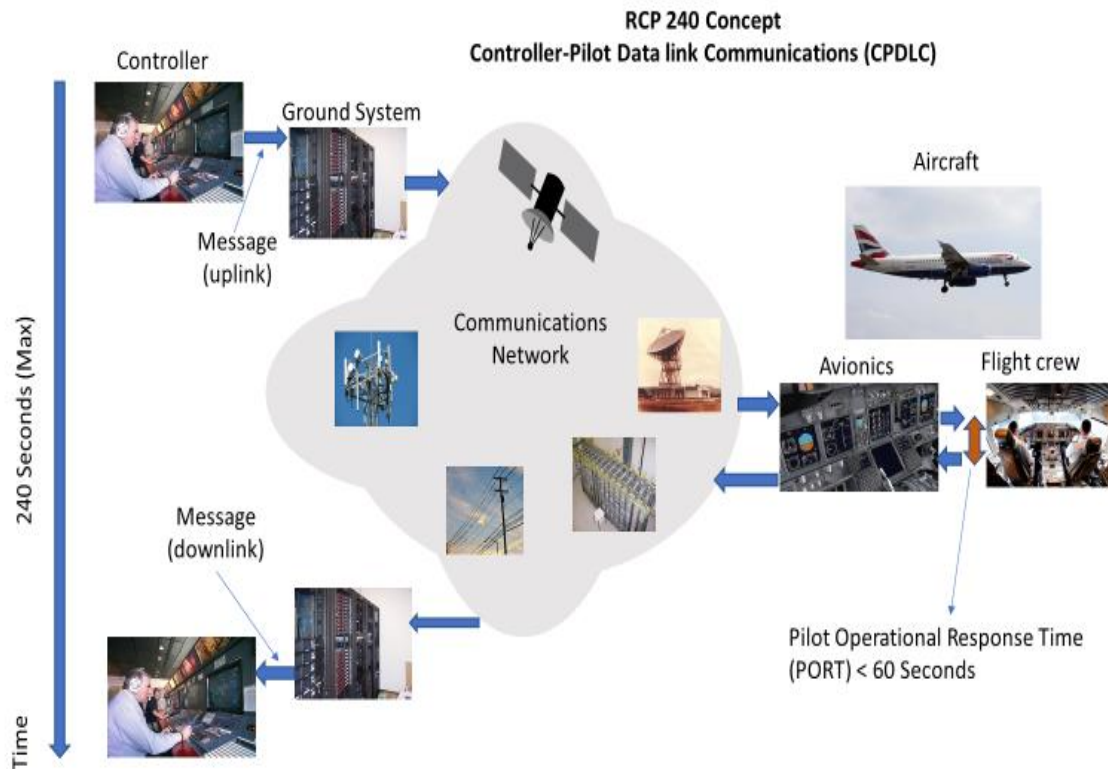 RCP 240 Concept
Controller-Pilot Data link Communications (CPDLC)
Controller
Ground System
Message
(uplink)
Aircraft
Communications
Network
Avionics
Flight crew
240 Seconds (Max)
Message
(downlink)
Pilot Operational Response Time
(PORT) < 60 Seconds
Time